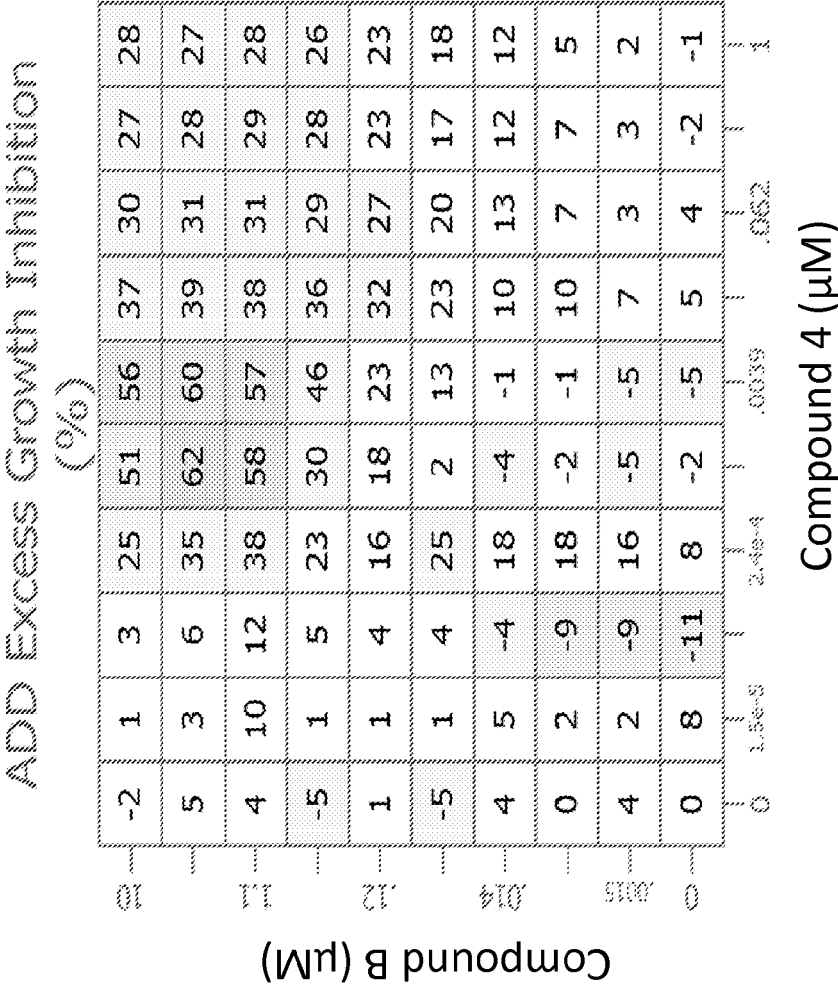 ADD Excess Growth Inhibition
(%)
Compound B (µM)
10 -2 1 3 25 51 56 37 30 27 28
5 3 6 35 62 60 39 31 28 27
1.1 4 10 12 38 58 57 38 31 29 28
-5 1 5 23 30 46 36 29 28 26
.12 1 1 4 16 18 23 32 27 23 23
-5 1 4 25 2 13 23 20 17 18
.014 4 5 -4 18 -4 -1 10 13 12 12
0 2 -9 18 -2 -1 10 7 7 5
.0015 4 2 -9 16 -5 -5 7 3 3 2
0 0 8 -11 8 -2 -5 5 4 -2 -1
0 1.5e-5 2.4e-4 .0039 .062 1
Compound 4 (µM)